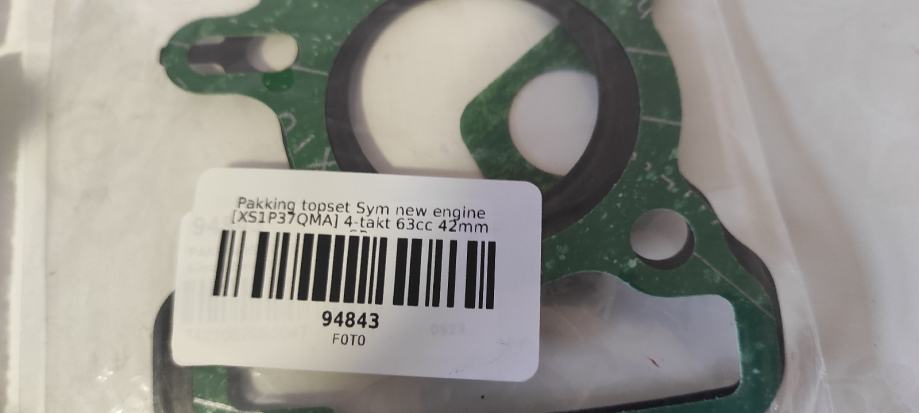 Pakking topset Sym new engine
[XS1P37QMA] 4-takt 63cc 42mm
94843
FOTO